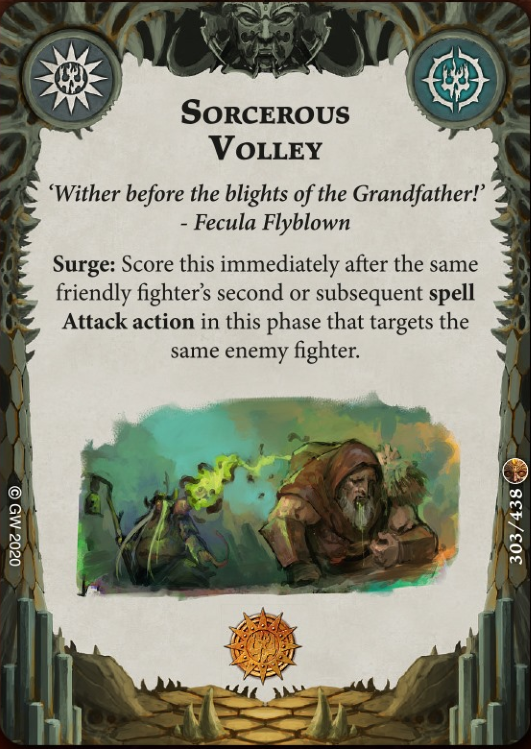 Sorcerous
Volley
‘Wither before the blights of the Grandfather!’
- Fecula Flyblown
Surge: Score this immediately after the same
friendly fighter’s second or subsequent spell
Attack action in this phase that targets the
same enemy fighter.
© GW 2020
303/438